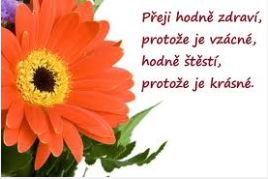 Přeji hodně zdraví,
protože je vzácné,
hodně štěstí,
protože je krásné.